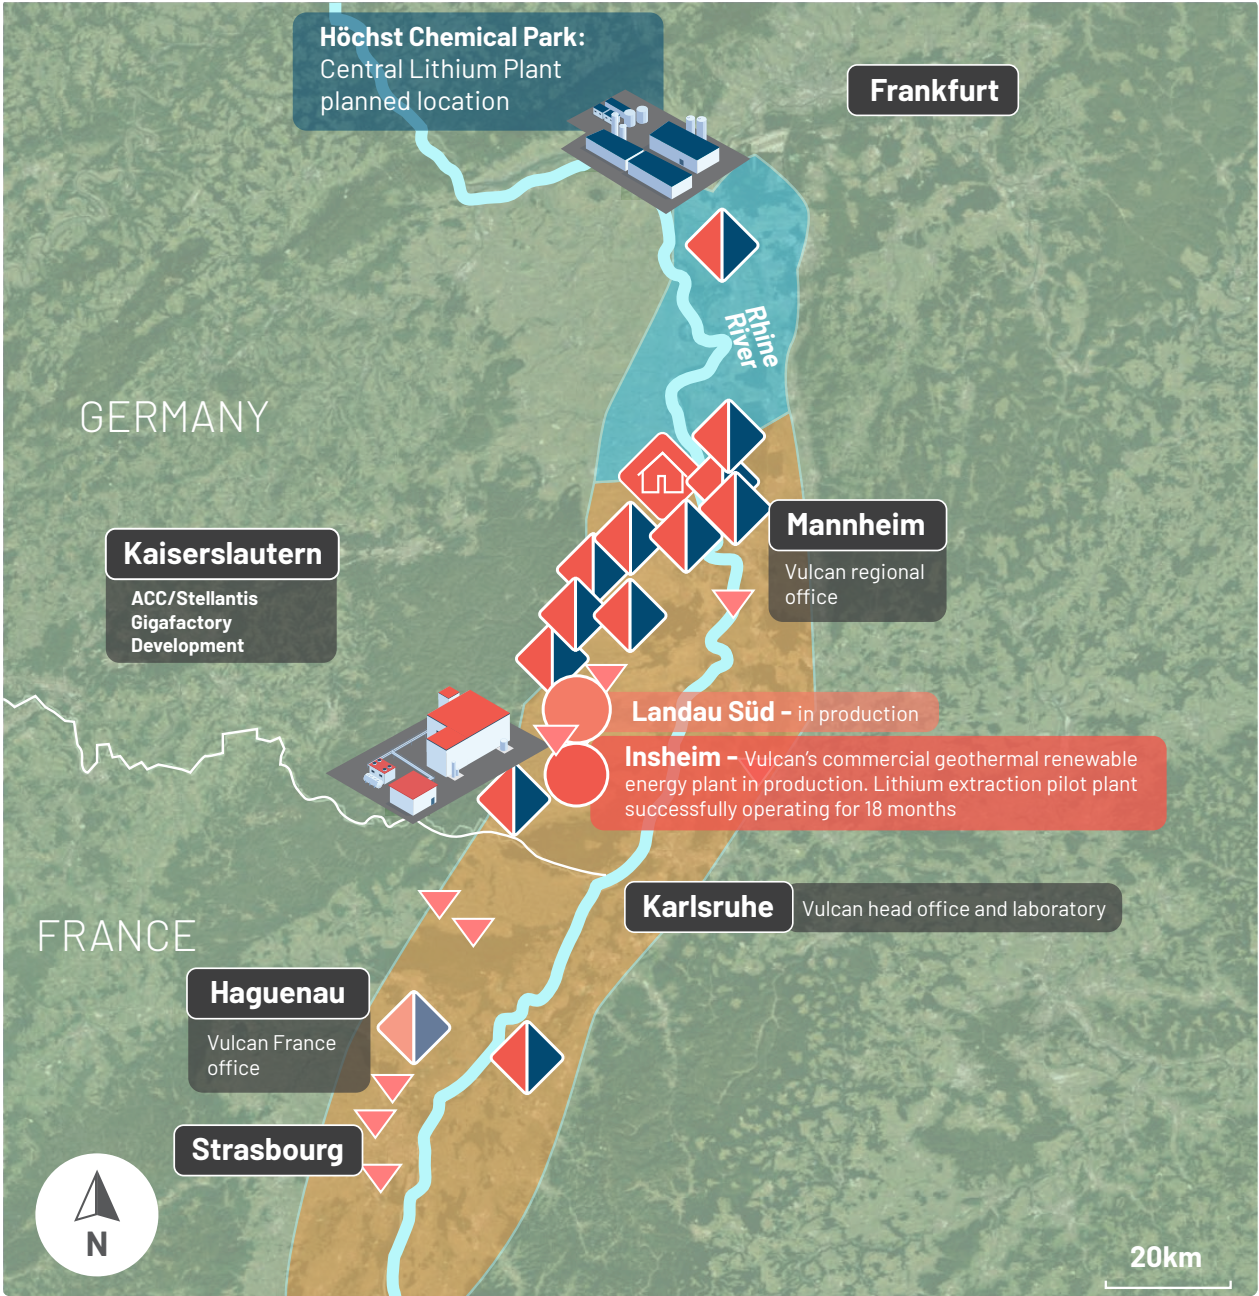 Höchst Chemical Park:
Central Lithium Plant
planned location
Frankfurt
Rhine
River
GERMANY
Mannheim
Vulcan regional
office
Kaiserslautern
ACC/Stellantis
Gigafactory
Development
Landau Süd - in production
Insheim - Vulcan's commercial geothermal renewable
energy plant in production. Lithium extraction pilot plant
successfully operating for 18 months
Karlsruhe Vulcan head office and laboratory
FRANCE
Haguenau
Vulcan France
office
Strasbourg
N
20km